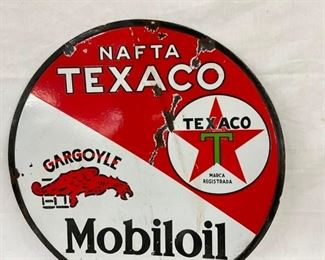 NAFTA
TEXACO
TEXACO
T
MARCA
REGISTRADA
GARGOYLE
Mobiloil